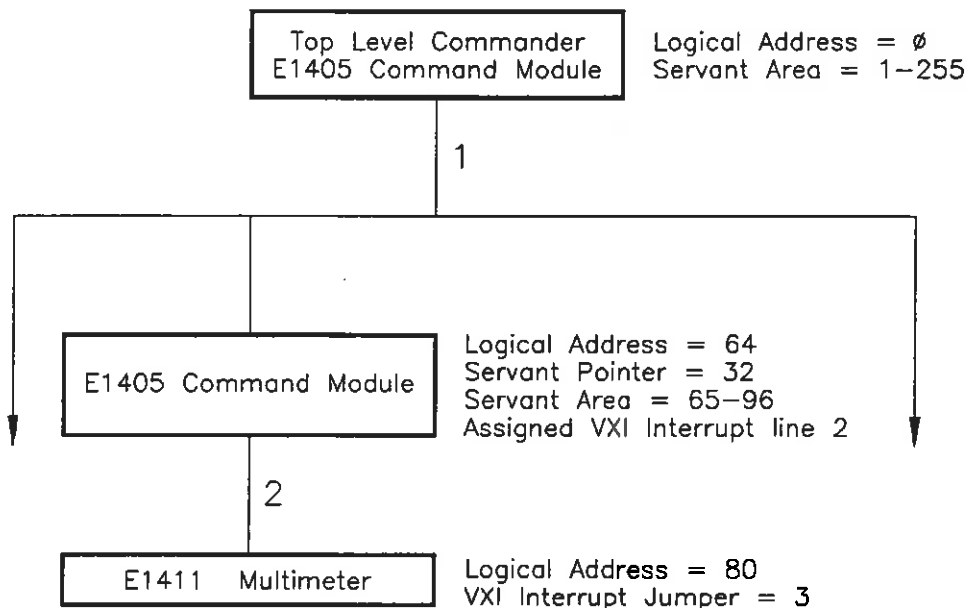 Top Level Commander
E1405 Command Module
Logical Address = ø
Servant Area = 1-255
1
E1405 Command Module
Logical Address = 64
Servant Pointer = 32
Servant Area = 65-96
Assigned VXI Interrupt line 2
2
E1411 Multimeter
Logical Address = 80
VXI Interrupt Jumper = 3